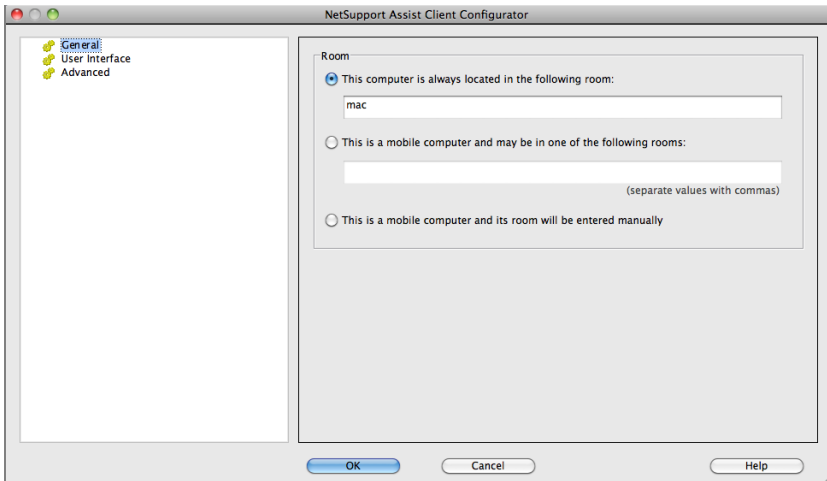 NetSupport Assist Client Configurator
General
User Interface
Advanced
Room
This computer is always located in the following room:
mac
This is a mobile computer and may be in one of the following rooms:
(separate values with commas)
This is a mobile computer and its room will be entered manually
OK
Cancel
Help